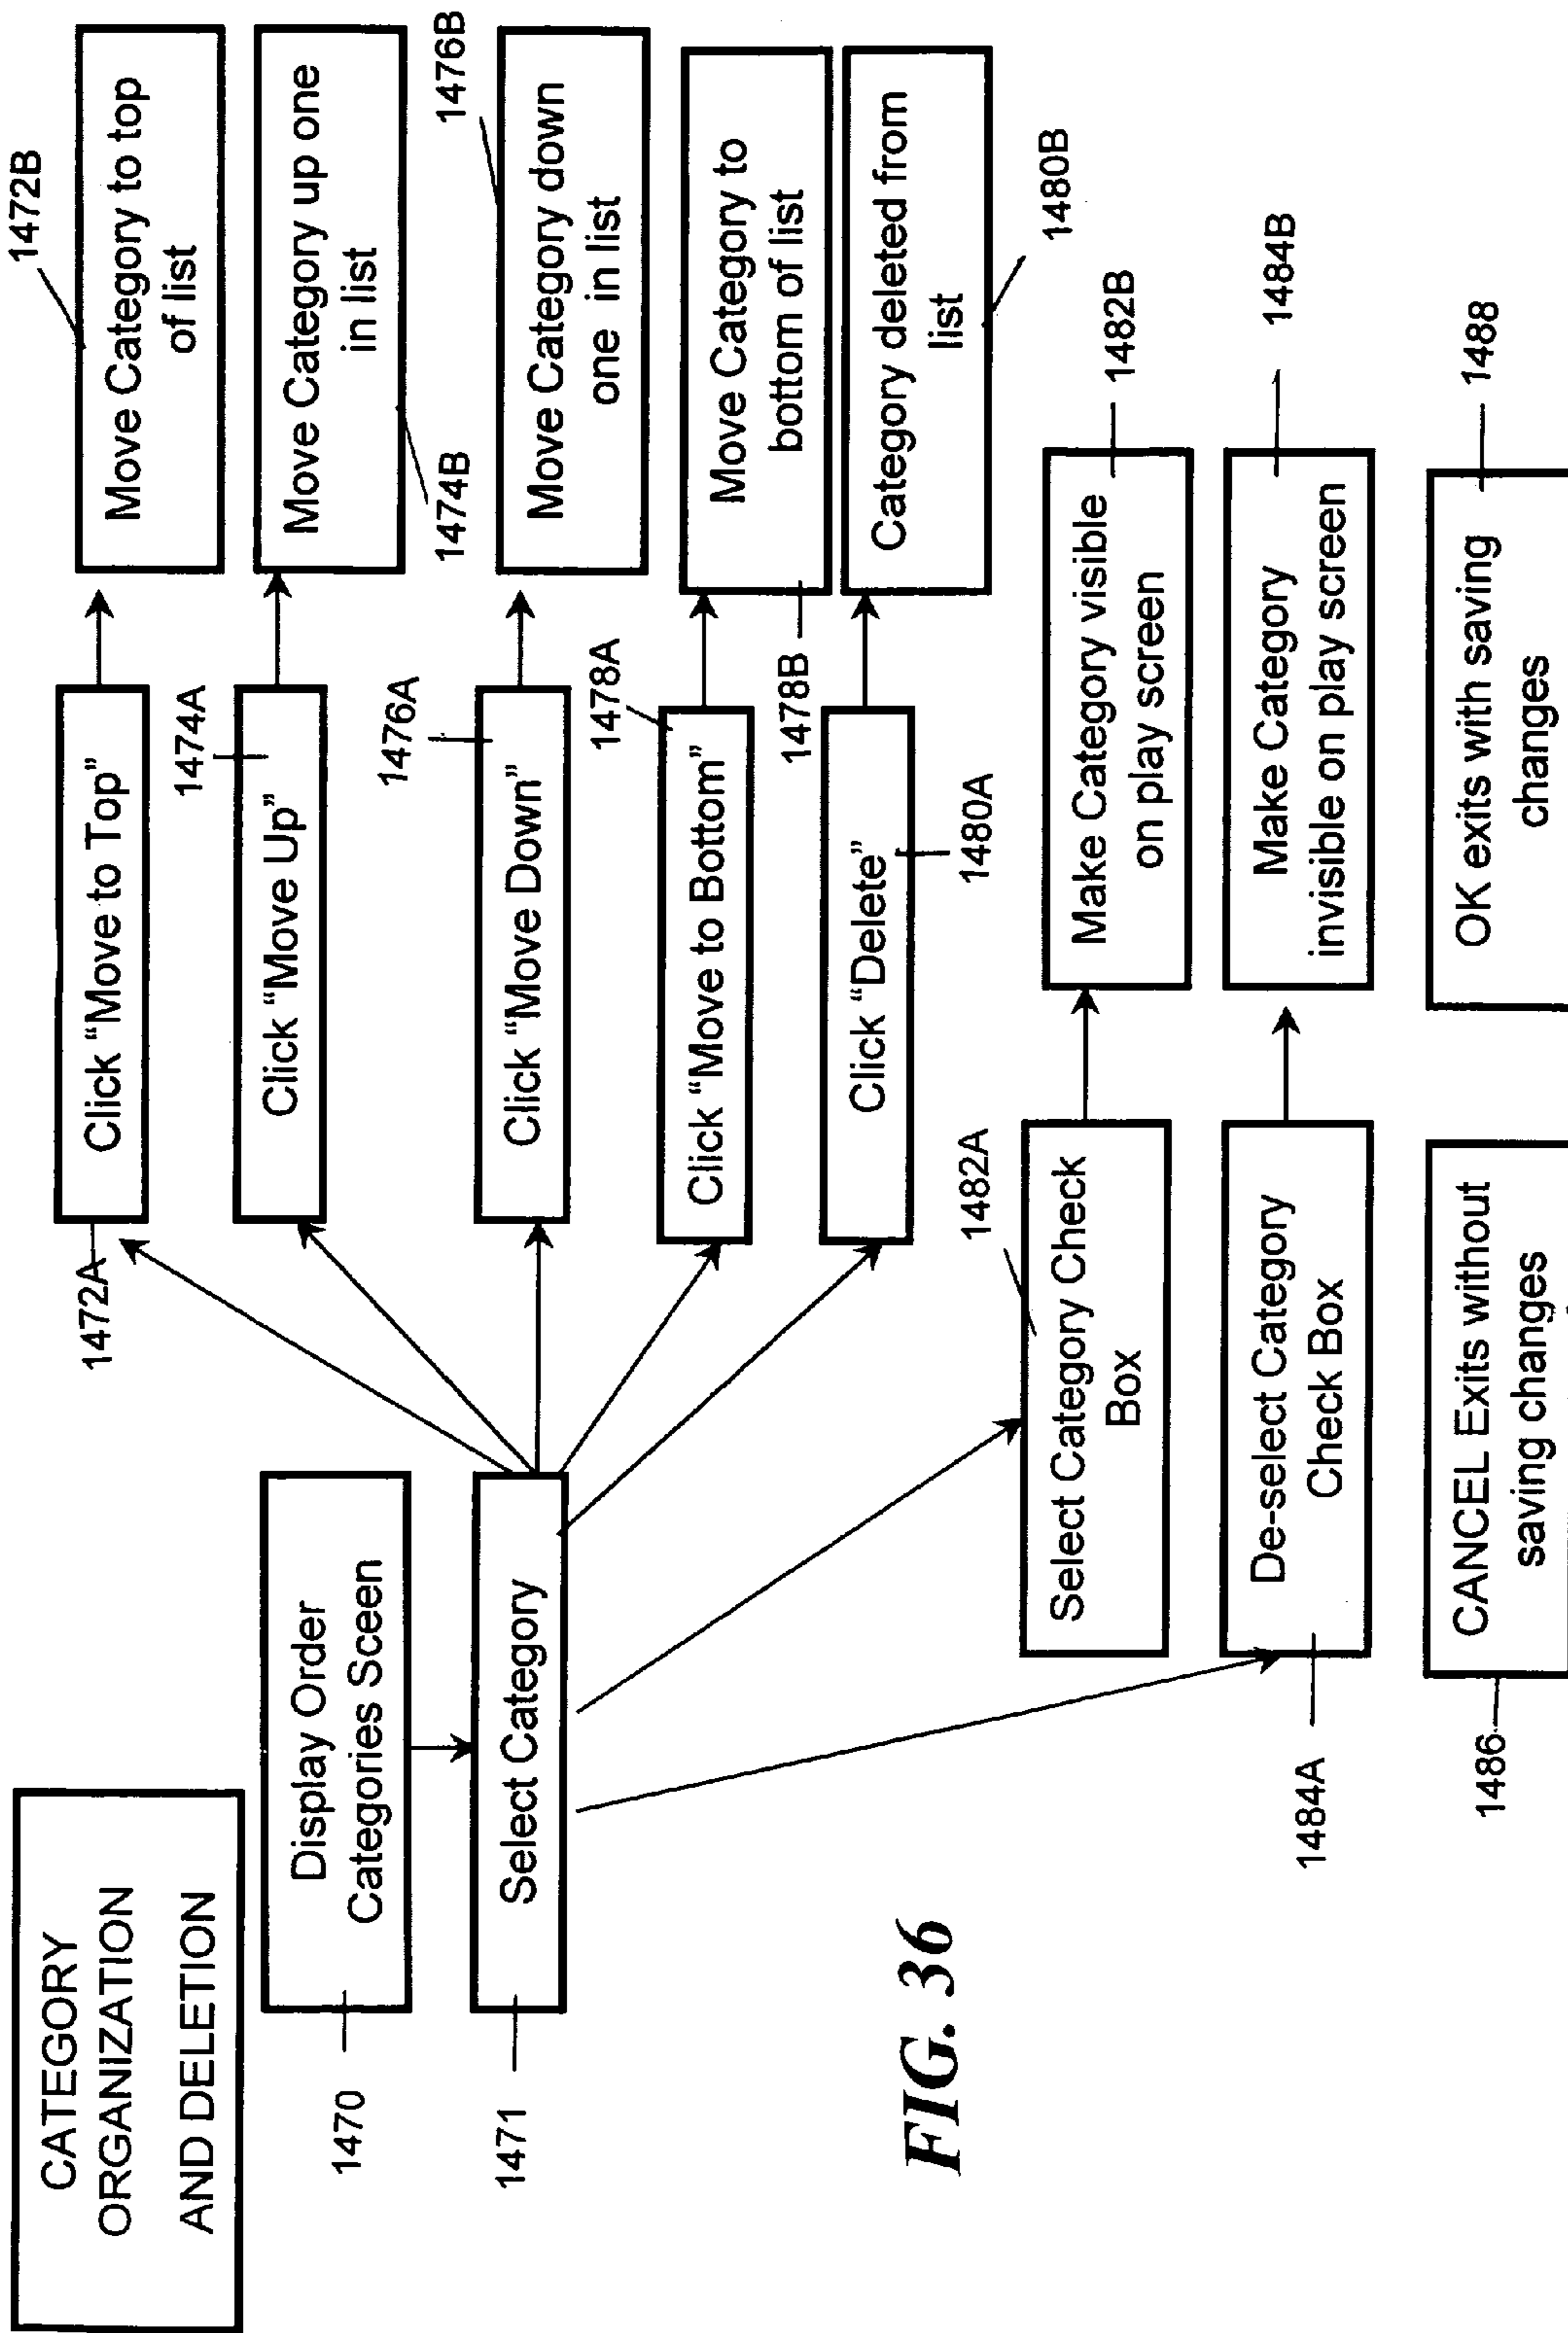 CATEGORY
ORGANIZATION
AND DELETION
1470
Display Order
Categories Sceen
1471
Select Category
1472A
Click “Move to Top”
1472B
Move Category to top
of list
1474A
Click “Move Up”
1474B
Move Category up one
in list
1476A
Click “Move Down”
1476B
Move Category down
one in list
1478A
Click “Move to Bottom”
1478B
Move Category to
bottom of list
1480A
Click “Delete”
1480B
Category deleted from
list
1482A
Select Category Check
Box
1482B
Make Category visible
on play screen
1484A
De-select Category
Check Box
1484B
Make Category
invisible on play screen
1486
CANCEL Exits without
saving changes
1488
OK exits with saving
changes
FIG. 36